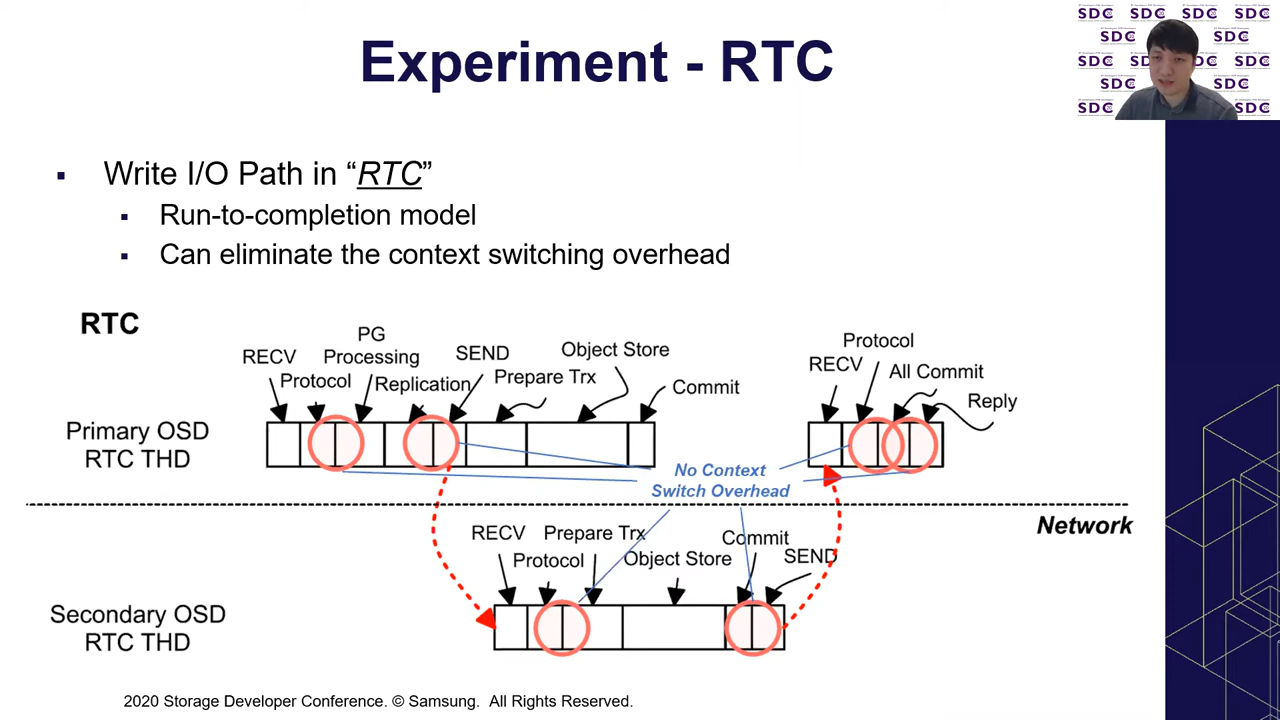 Experiment - RTC
SDC SDC SDC SDC
SDC SDC
SDC SDC
SDC SDC
SDC SDC
▪ Write I/O Path in “RTC”
▪ Run-to-completion model
▪ Can eliminate the context switching overhead
RTC
RECV
Protocol
PG
Processing
Replication
SEND
Prepare Trx
Object Store
Commit
RECV
Protocol
All Commit
Reply
Primary OSD
RTC THD
No Context
Switch Overhead
Network
RECV
Protocol
Prepare Trx
Object Store
Commit
SEND
Secondary OSD
RTC THD
2020 Storage Developer Conference. © Samsung. All Rights Reserved.